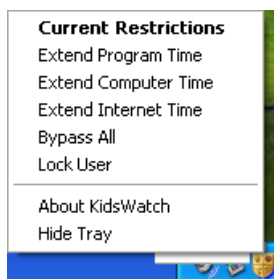 Current Restrictions
Extend Program Time
Extend Computer Time
Extend Internet Time
Bypass All
Lock User
About KidsWatch
Hide Tray